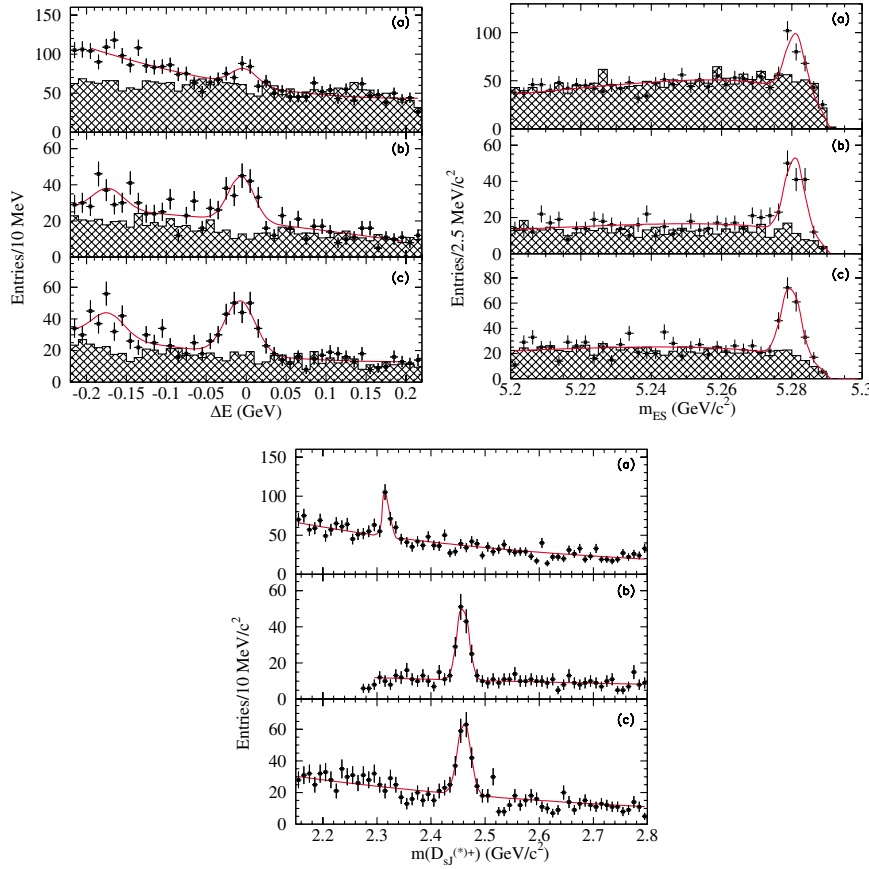 (a)
150
100
50
0
(b)
60
40
20
0
(c)
80
60
40
20
0
Entries/10 MeV
-0.2 -0.15 -0.1 -0.05 0 0.05 0.1 0.15 0.2
ΔE (GeV)
(a)
100
50
0
(b)
60
40
20
0
(c)
80
60
40
20
0
Entries/2.5 MeV/c²
5.2 5.22 5.24 5.26 5.28 5.3
m_ES (GeV/c²)
(a)
150
100
50
0
(b)
60
40
20
0
(c)
60
40
20
0
Entries/10 MeV/c²
2.2 2.3 2.4 2.5 2.6 2.7 2.8
m(D_sJ^(*)+) (GeV/c²)